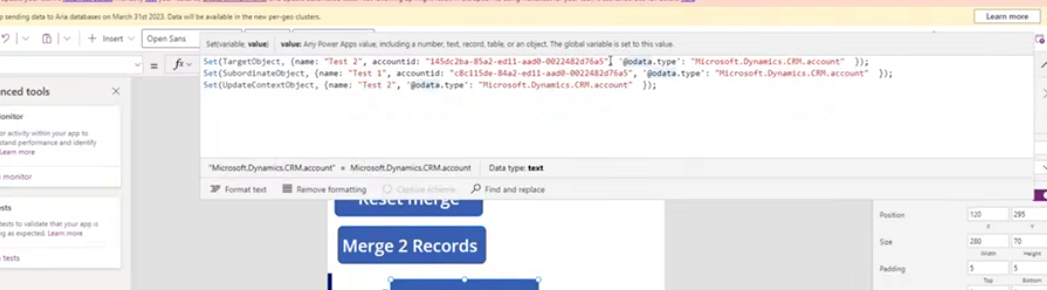 sending data to Aria databases on March 31st 2023. Data will be available in the new per-geo clusters.
Learn more
Insert
Open Sans
Set(variable, value) value: Any Power Apps value, including a number, text, record, table, or an object. The global variable is set to this value.
= fx
Set(TargetObject, {name: "Test 2", accountid: "145dc2ba-85a2-ed11-aad0-0022482d76a5", '@odata.type': "Microsoft.Dynamics.CRM.account" });
Set(SubordinateObject, {name: "Test 1", accountid: "c8c115de-84a2-ed11-aad0-0022482d76a5", '@odata.type': "Microsoft.Dynamics.CRM.account" });
Set(UpdateContextObject, {name: "Test 2", '@odata.type': "Microsoft.Dynamics.CRM.account" });
nced tools
onitor
or activity within your app to
stand performance and identify
Learn more
monitor
"Microsoft.Dynamics.CRM.account" = Microsoft.Dynamics.CRM.account Data type: text
Format text Remove formatting Capture schema Find and replace
sts
tests to validate that your app is
g as expected. Learn more
tests
Reset merge
Merge 2 Records
Position 120 295
X Y
Size 280 70
Width Height
Padding 5 5
Top